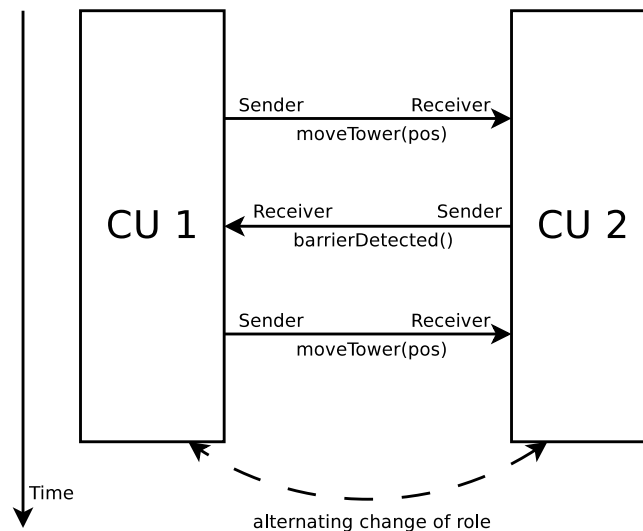 Sender Receiver
moveTower(pos)
CU 1
Receiver Sender
CU 2
barrierDetected()
Sender Receiver
moveTower(pos)
Time
alternating change of role